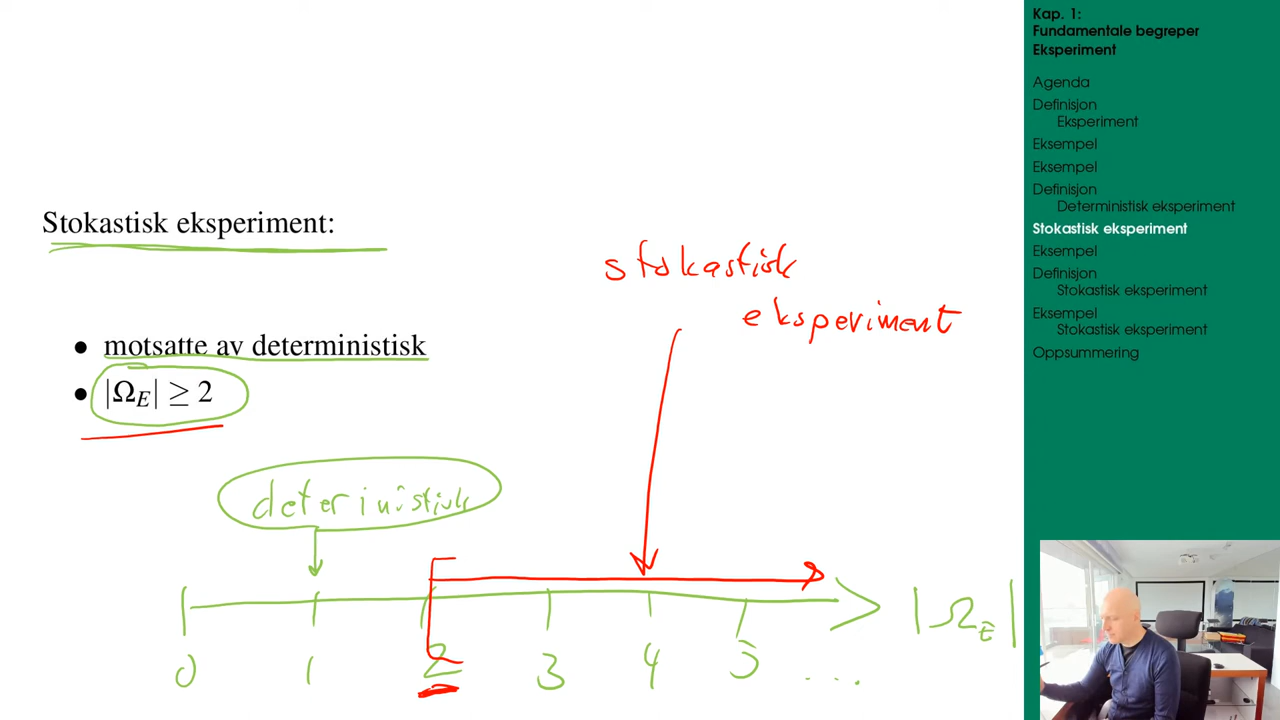 Stokastisk eksperiment:
stokastisk
eksperiment
• motsatte av deterministisk
• |Ω_E| ≥ 2
determinістisk
0 1 2 3 4 5 ...
|Ω_E|
Kap. 1:
Fundamentale begreper
Eksperiment
Agenda
Definisjon
Eksperiment
Eksempel
Eksempel
Definisjon
Deterministisk eksperiment
Stokastisk eksperiment
Eksempel
Definisjon
Stokastisk eksperiment
Eksempel
Stokastisk eksperiment
Oppsummering